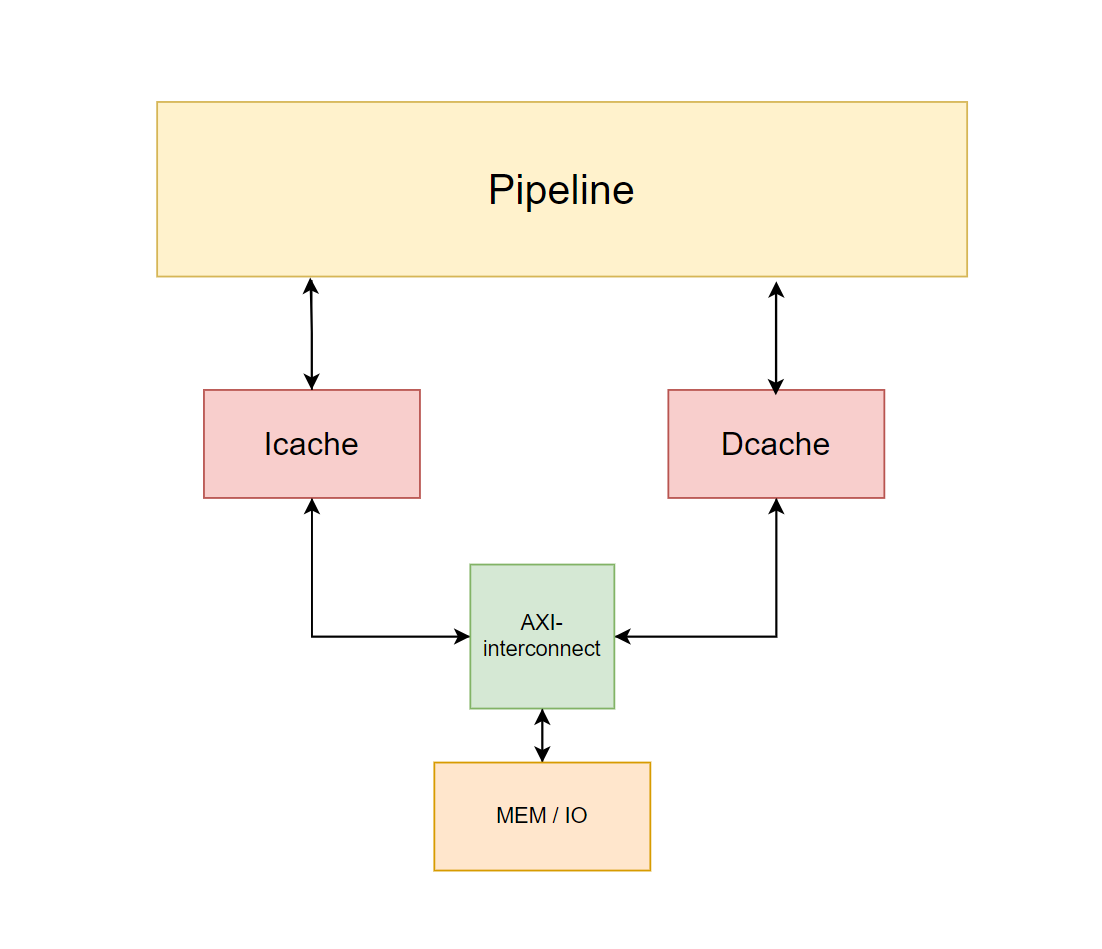 Pipeline
Icache
Dcache
AXI-
interconnect
MEM / IO